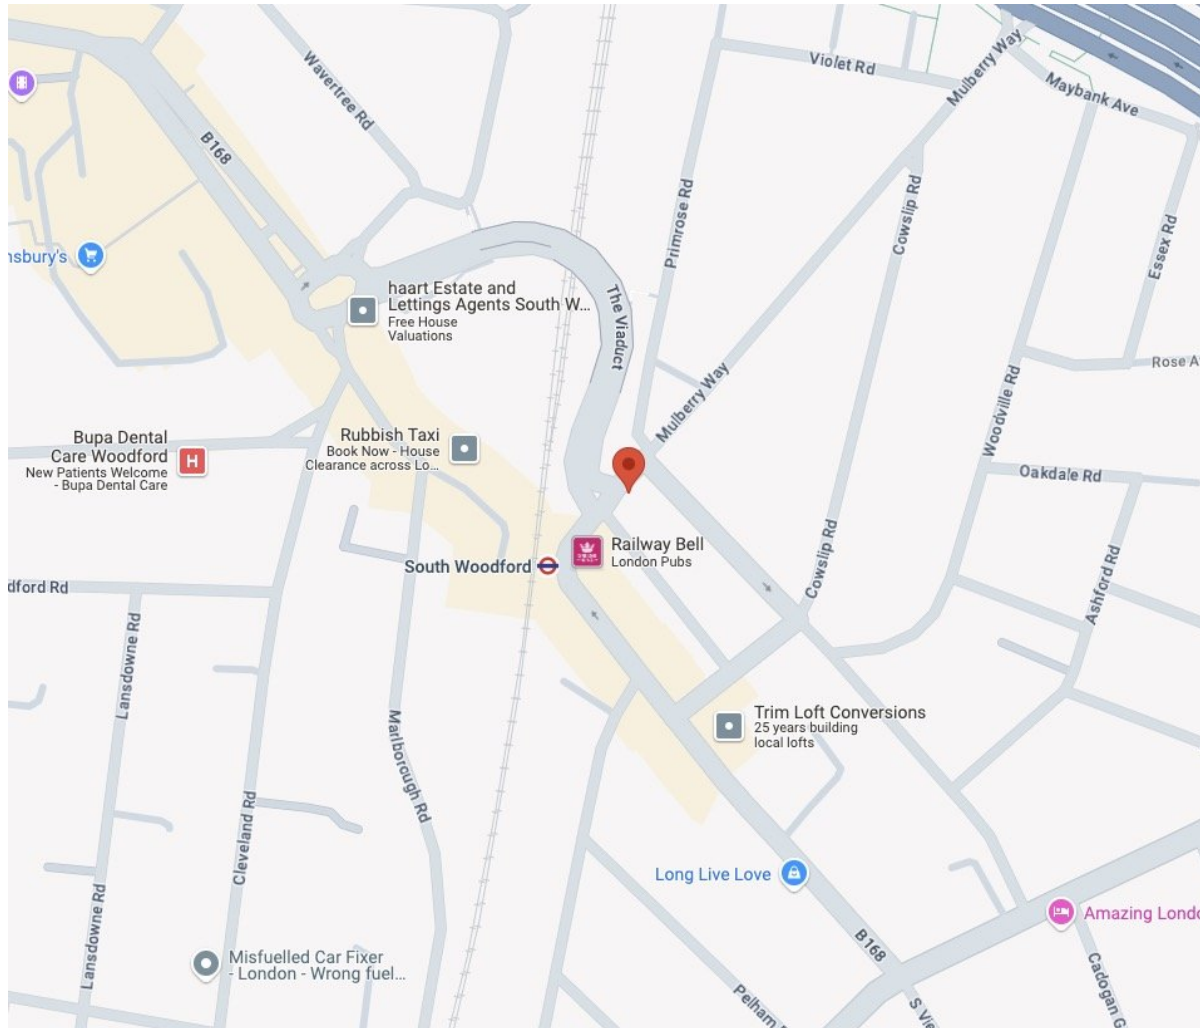 Wavertree Rd
Violet Rd
Mulberry Way
Maybank Ave
B168
Primrose Rd
Cowslip Rd
Essex Rd
nsbury's
haart Estate and
Lettings Agents South W...
Free House
Valuations
The Viaduct
Mulberry Way
Woodville Rd
Rose A
Bupa Dental
Care Woodford
New Patients Welcome
- Bupa Dental Care
H
Rubbish Taxi
Book Now - House
Clearance across Lo...
Oakdale Rd
Railway Bell
London Pubs
South Woodford
Cowslip Rd
Ashford Rd
dford Rd
Lansdowne Rd
Marlborough Rd
Trim Loft Conversions
25 years building
local lofts
Cleveland Rd
Long Live Love
Lansdowne Rd
B168
Amazing Londo
Misfuelled Car Fixer
- London - Wrong fuel...
Pelham
S Vie
Cadogan G